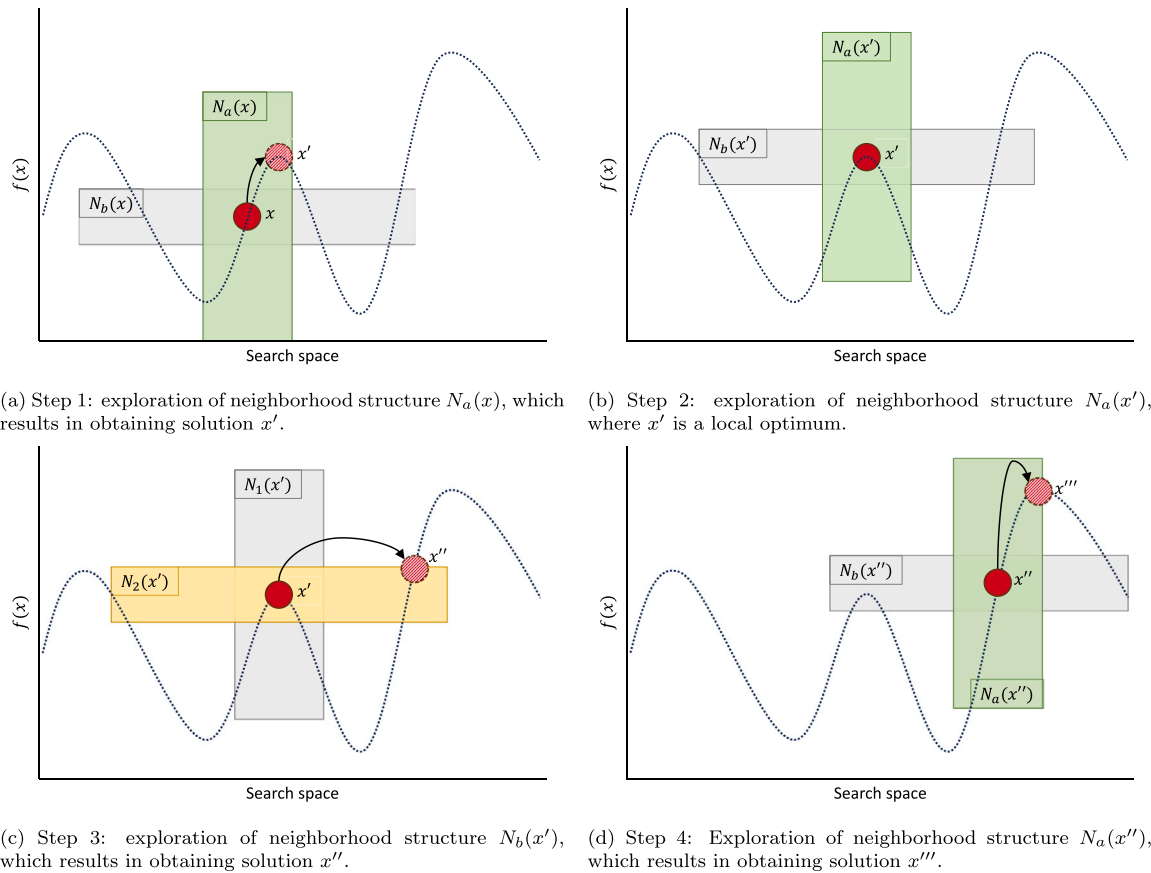 N_a(x)
x′
N_b(x)
x
f(x)
Search space
(a) Step 1: exploration of neighborhood structure N_a(x), which
results in obtaining solution x′.
N_a(x′)
N_b(x′)
x′
f(x)
Search space
(b) Step 2: exploration of neighborhood structure N_a(x′),
where x′ is a local optimum.
N_1(x′)
x′′
N_2(x′)
x′
f(x)
Search space
(c) Step 3: exploration of neighborhood structure N_b(x′),
which results in obtaining solution x′′.
x′′′
N_b(x′′)
x′′
f(x)
N_a(x′′)
Search space
(d) Step 4: Exploration of neighborhood structure N_a(x′′),
which results in obtaining solution x′′′.